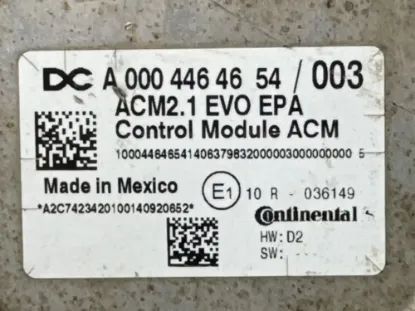 DC A 000 446 46 54 / 003
ACM2.1 EVO EPA
Control Module ACM
10004464654140637983200000300000000 5
Made in Mexico E1 10 R - 036149
*A2C7423420100140920652* Continental
HW: D2
SW: ---